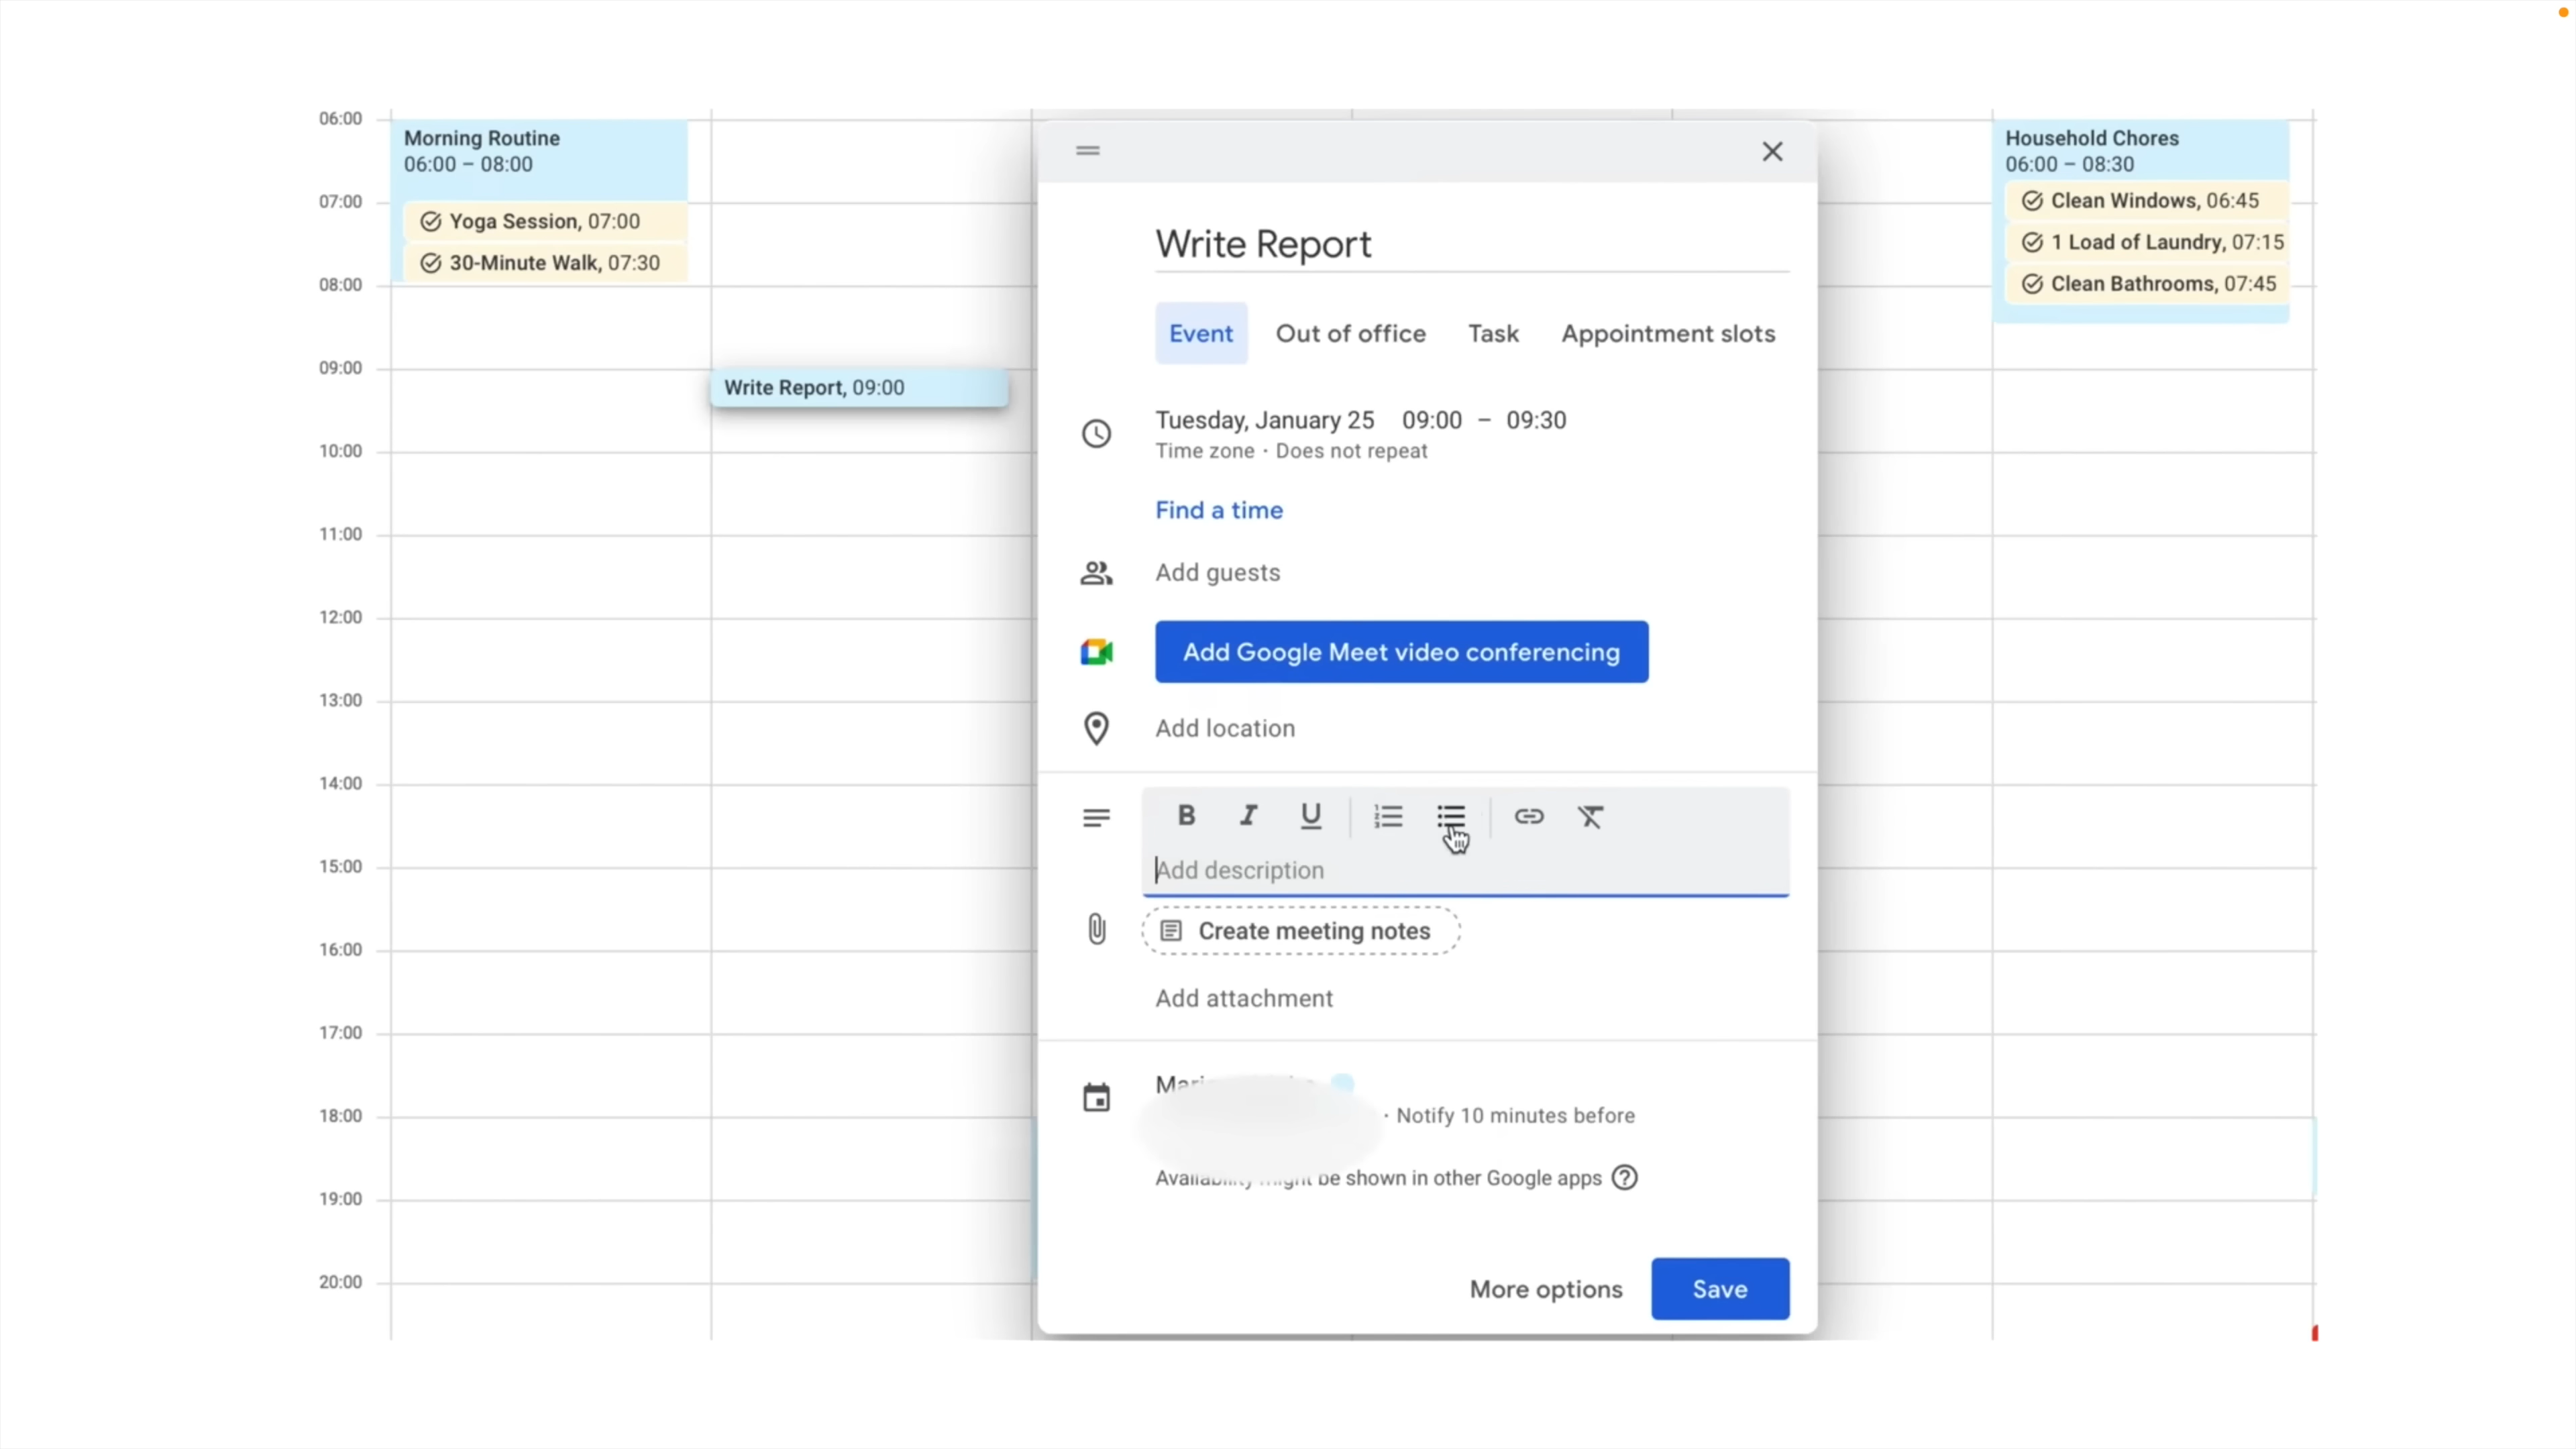 06:00
07:00
08:00
09:00
10:00
11:00
12:00
13:00
14:00
15:00
16:00
17:00
18:00
19:00
20:00
Morning Routine
06:00 – 08:00
Yoga Session, 07:00
30-Minute Walk, 07:30
Write Report, 09:00
Write Report
Event Out of office Task Appointment slots
Tuesday, January 25 09:00 – 09:30
Time zone · Does not repeat
Find a time
Add guests
Add Google Meet video conferencing
Add location
B I U
Add description
Create meeting notes
Add attachment
· Notify 10 minutes before
be shown in other Google apps
More options Save
Household Chores
06:00 – 08:30
Clean Windows, 06:45
1 Load of Laundry, 07:15
Clean Bathrooms, 07:45